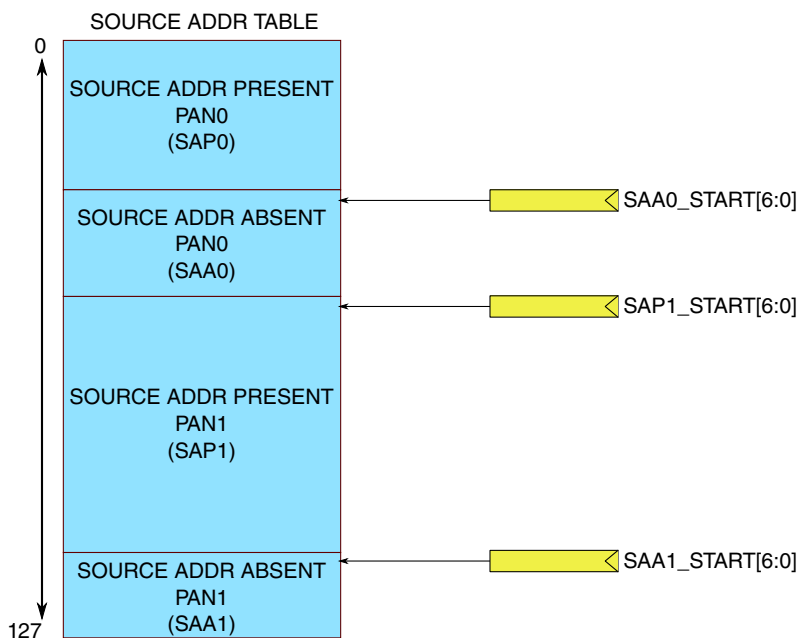 SOURCE ADDR TABLE
0
SOURCE ADDR PRESENT
PAN0
(SAP0)
SAA0_START[6:0]
SOURCE ADDR ABSENT
PAN0
(SAA0)
SAP1_START[6:0]
SOURCE ADDR PRESENT
PAN1
(SAP1)
SAA1_START[6:0]
SOURCE ADDR ABSENT
PAN1
(SAA1)
127